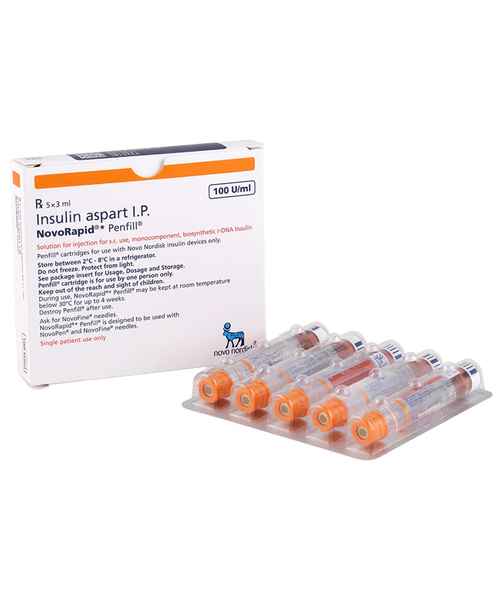 100 U/ml
℞ 5×3 ml
Insulin aspart I.P.
NovoRapid®* Penfill®
Solution for injection for s.c. use, monocomponent, biosynthetic, r-DNA Insulin
Penfill® cartridges for use with Novo Nordisk insulin devices only.
Store between 2°C - 8°C in a refrigerator.
Do not freeze. Protect from light.
See package insert for Usage, Dosage and Storage.
Penfill® cartridge is for use by one person only.
Keep out of the reach and sight of children.
During use, NovoRapid®* Penfill® may be kept at room temperature
below 30°C for up to 4 weeks.
Destroy Penfill® after use.
Ask for NovoFine® needles.
NovoRapid®* Penfill® is designed to be used with
NovoPen® and NovoFine® needles.
Single patient use only
novo nordisk®